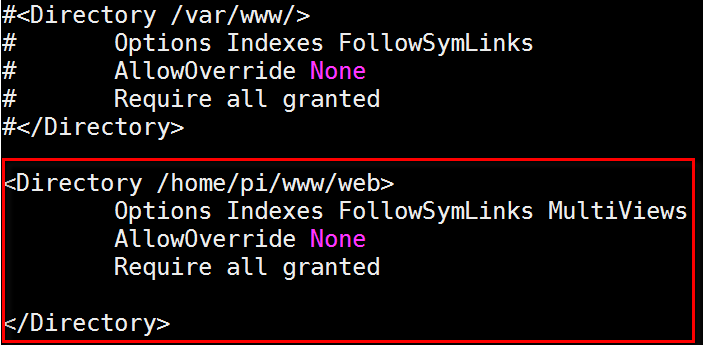 #<Directory /var/www/>
#       Options Indexes FollowSymLinks
#       AllowOverride None
#       Require all granted
#</Directory>
<Directory /home/pi/www/web>
        Options Indexes FollowSymLinks MultiViews
        AllowOverride None
        Require all granted
</Directory>